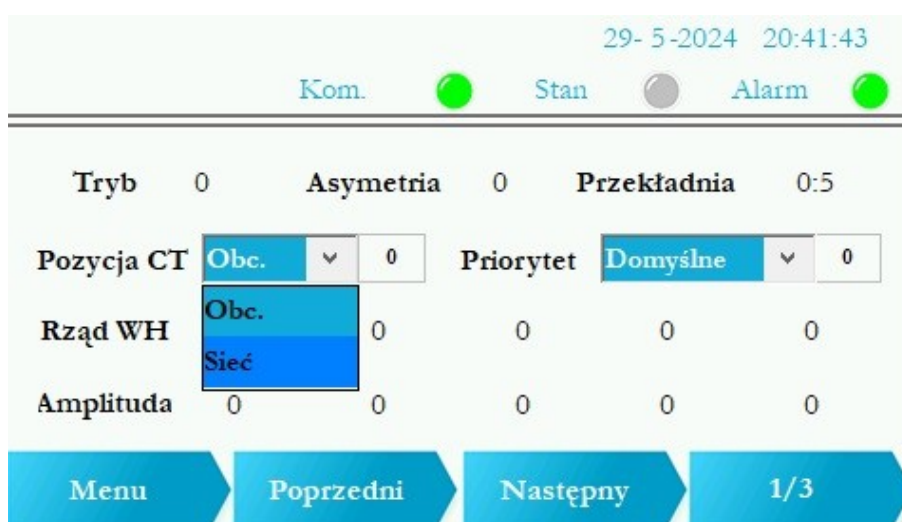 29- 5-2024 20:41:43
Kom. Stan Alarm
Tryb 0 Asymetria 0 Przekładnia 0:5
Pozycja CT Obc. 0 Priorytet Domyślne 0
Obc.
Rząd WH 0 0 0 0
Sieć
Amplituda 0 0 0 0 0
Menu Poprzedni Następny 1/3